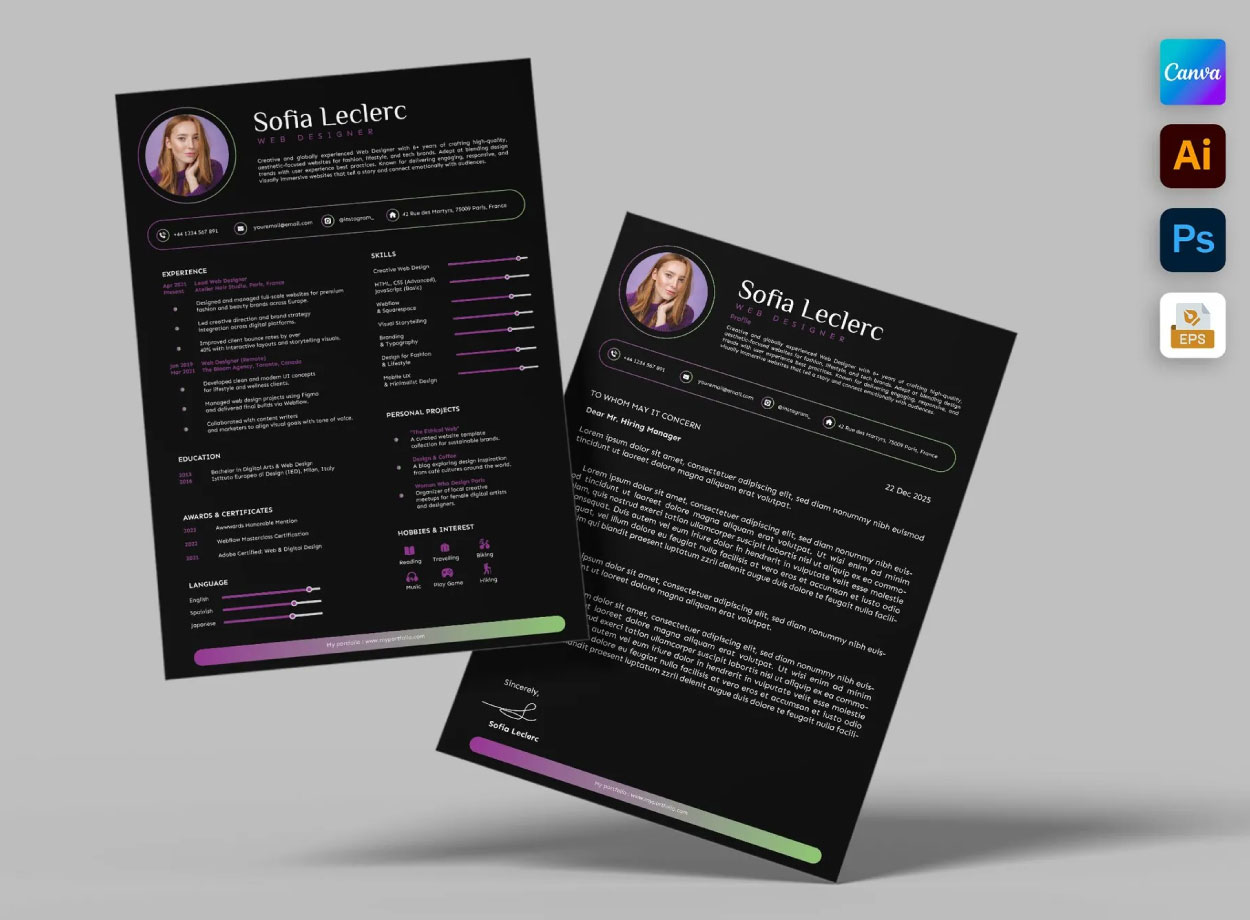 Canva
Ai
Ps
EPS
Sofia Leclerc
WEB DESIGNER
Creative and globally experienced Web Designer with 6+ years of crafting high-quality,
aesthetic-focused websites for fashion, lifestyle, and tech brands. Adept at blending design
trends with user experience best practices. Known for delivering engaging, responsive, and
visually immersive websites that tell a story and connect emotionally with audiences.
+44 1234 567 891
youremail@email.com
@instagram_
42 Rue des Martyrs, 75009 Paris, France
EXPERIENCE
Apr 2021 Lead Web Designer
Present Atelier Noir Studio, Paris, France
Designed and managed full-scale websites for premium
fashion and beauty brands across Europe.
Led creative direction and brand strategy
integration across digital platforms.
Improved client bounce rates by over
40% with interactive layouts and storytelling visuals.
Jan 2019 Web Designer (Remote)
Mar 2021 The Bloom Agency, Toronto, Canada
Developed clean and modern UI concepts
for lifestyle and wellness clients.
Managed web design projects using Figma
and delivered final builds via Webflow.
Collaborated with content writers
and marketers to align visual goals with tone of voice.
EDUCATION
2015 Bachelor in Digital Arts & Web Design
2018 Istituto Europeo di Design (IED), Milan, Italy
AWARDS & CERTIFICATES
2023 Awwwards Honorable Mention
2022 Webflow Masterclass Certification
2021 Adobe Certified: Web & Digital Design
LANGUAGE
English
Spanish
Japanese
SKILLS
Creative Web Design
HTML, CSS (Advanced),
JavaScript (Basic)
Webflow
& Squarespace
Visual Storytelling
Branding
& Typography
Design for Fashion
& Lifestyle
Mobile UX
& Minimalist Design
PERSONAL PROJECTS
"The Ethical Web"
A curated website template
collection for sustainable brands.
Design & Coffee
A blog exploring design inspiration
from café cultures around the world.
Women Who Design Paris
Organizer of local creative
meetups for female digital artists
and designers.
HOBBIES & INTEREST
Reading
Travelling
Biking
Music
Play Game
Hiking
My portfolio : www.myportfolio.com
Sofia Leclerc
WEB DESIGNER
Profile
Creative and globally experienced Web Designer with 6+ years of crafting high-quality,
aesthetic-focused websites for fashion, lifestyle, and tech brands. Adept at blending design
trends with user experience best practices. Known for delivering engaging, responsive, and
visually immersive websites that tell a story and connect emotionally with audiences.
+44 1234 567 891
youremail@email.com
@instagram_
42 Rue des Martyrs, 75009 Paris, France
TO WHOM MAY IT CONCERN
Dear Mr. Hiring Manager
22 Dec 2025
Lorem ipsum dolor sit amet, consectetuer adipiscing elit, sed diam nonummy nibh euismod
tincidunt ut laoreet dolore magna aliquam erat volutpat.
Lorem ipsum dolor sit amet, consectetuer adipiscing elit, sed diam nonummy nibh euis-
tincidunt ut laoreet dolore magna aliquam erat volutpat. Ut wisi enim ad minim
quis nostrud exerci tation ullamcorper suscipit lobortis nisl ut aliquip ex ea commo-
consequat. Duis autem vel eum iriure dolor in hendrerit in vulputate velit esse molestie
vel illum dolore eu feugiat nulla facilisis at vero eros et accumsan et iusto odio
qui blandit praesent luptatum zzril delenit augue duis dolore te feugait nulla facili-
ipsum dolor sit amet, consectetuer adipiscing elit, sed diam nonummy nibh euis-
ut laoreet dolore magna aliquam erat volutpat.
dolor sit amet, consectetuer adipiscing elit, sed diam nonummy nibh euis-
ut laoreet dolore magna aliquam erat volutpat. Ut wisi enim ad minim
nostrud exerci tation ullamcorper suscipit lobortis nisl ut aliquip ex ea commo-
autem vel eum iriure dolor in hendrerit in vulputate velit esse molestie
dolore eu feugiat nulla facilisis at vero eros et accumsan et iusto odio
blandit praesent luptatum zzril delenit augue duis dolore te feugait nulla facili-
Sincerely,
Sofia Leclerc
My portfolio : www.myportfolio.com